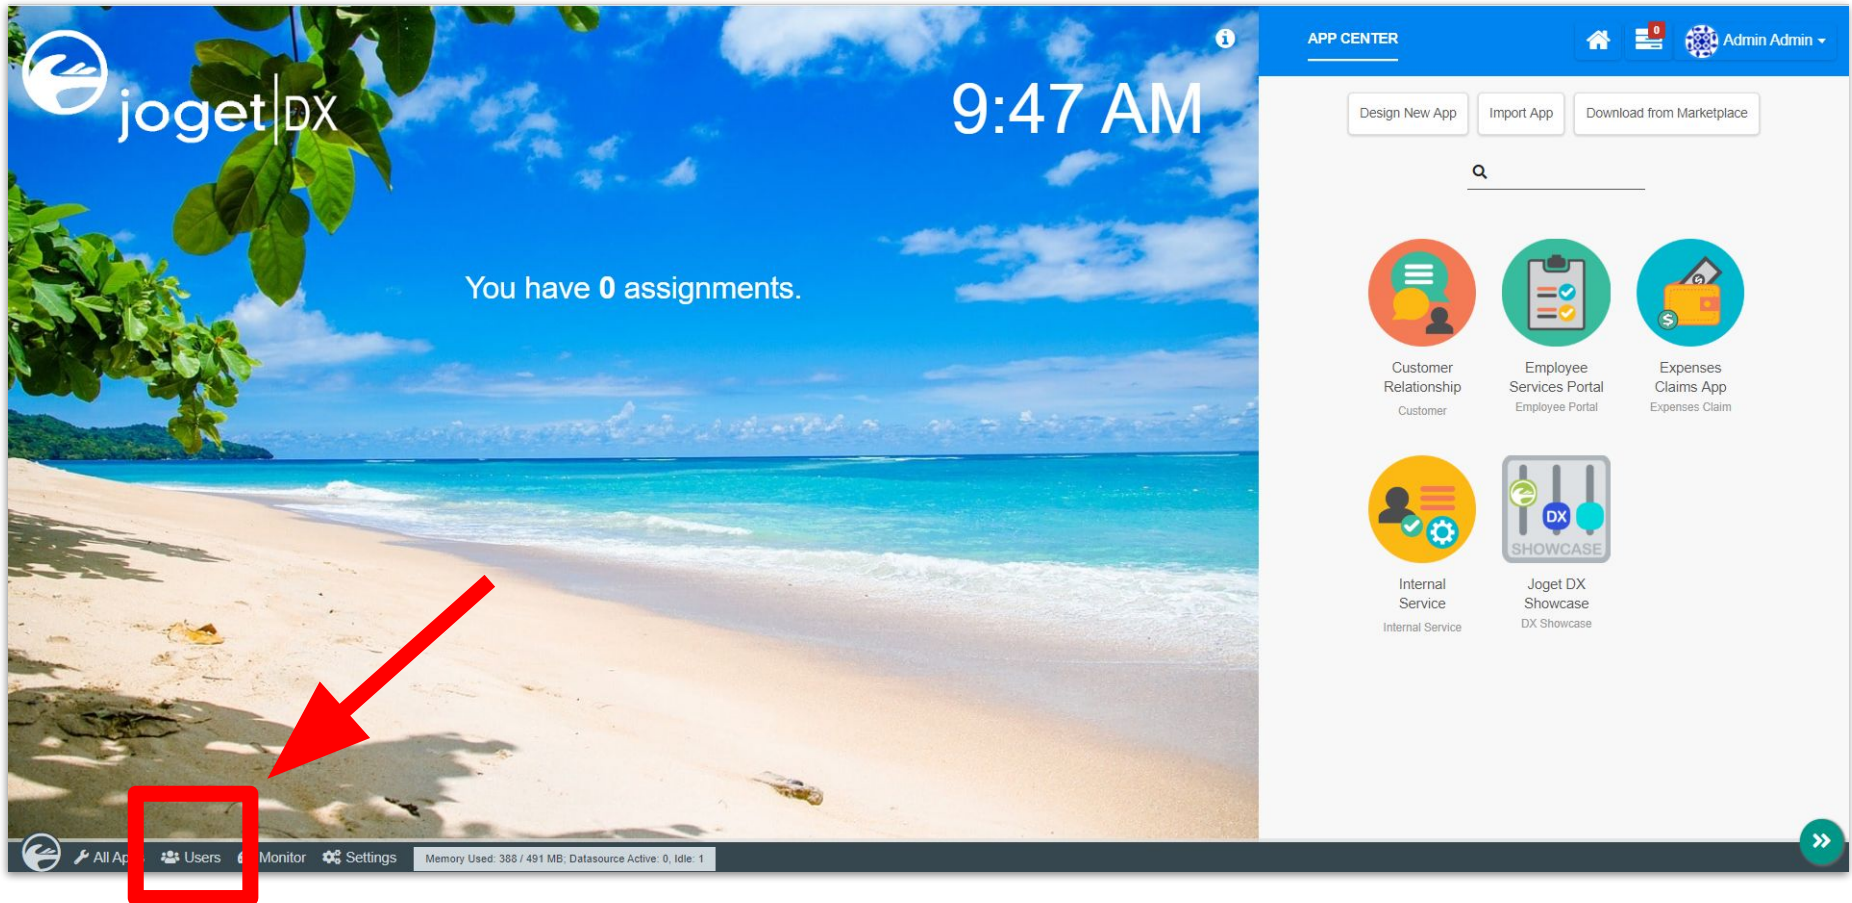 joget DX
9:47 AM
You have 0 assignments.
APP CENTER
0
Admin Admin
Design New App
Import App
Download from Marketplace
Customer
Relationship
Customer
Employee
Services Portal
Employee Portal
Expenses
Claims App
Expenses Claim
DX
SHOWCASE
Internal
Service
Internal Service
Joget DX
Showcase
DX Showcase
All
Users
Monitor
Settings
Memory Used: 388 / 491 MB; Datasource Active: 0, Idle: 1